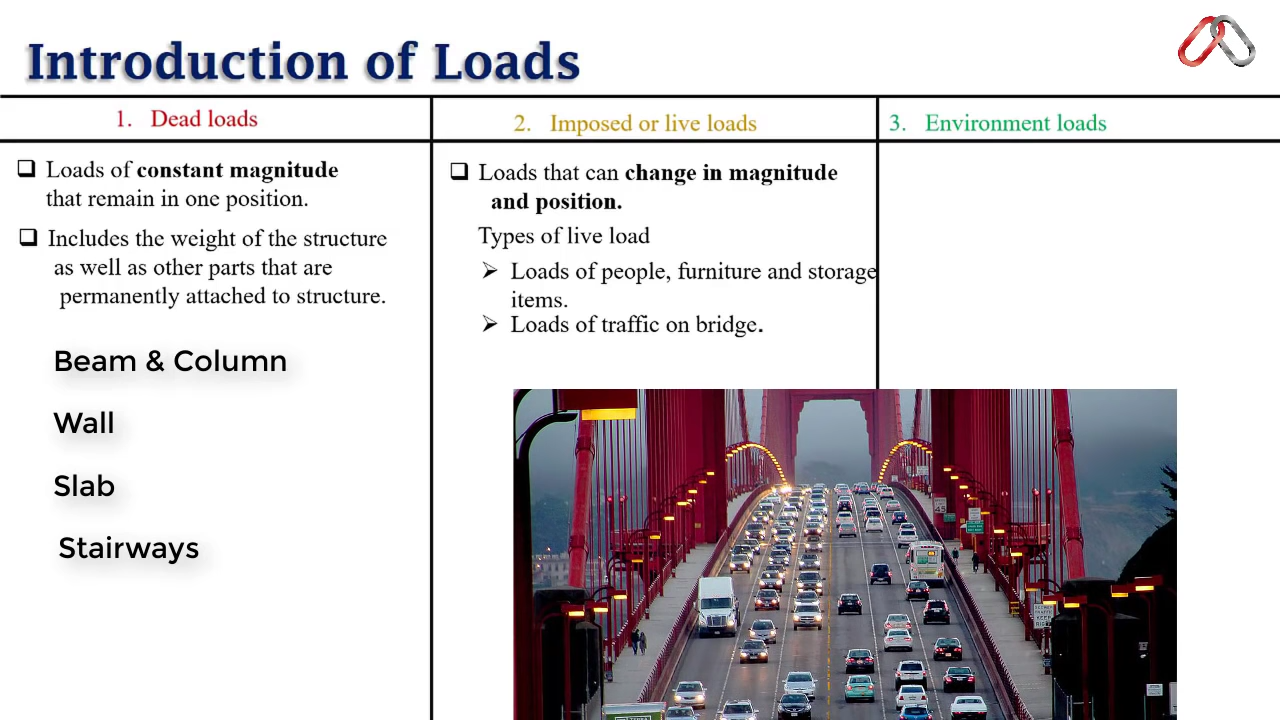 Introduction of Loads
1. Dead loads
❑ Loads of constant magnitude
that remain in one position.
❑ Includes the weight of the structure
as well as other parts that are
permanently attached to structure.
Beam & Column
Wall
Slab
Stairways
2. Imposed or live loads
❑ Loads that can change in magnitude
and position.
Types of live load
➢ Loads of people, furniture and storage
items.
➢ Loads of traffic on bridge.
3. Environment loads
45